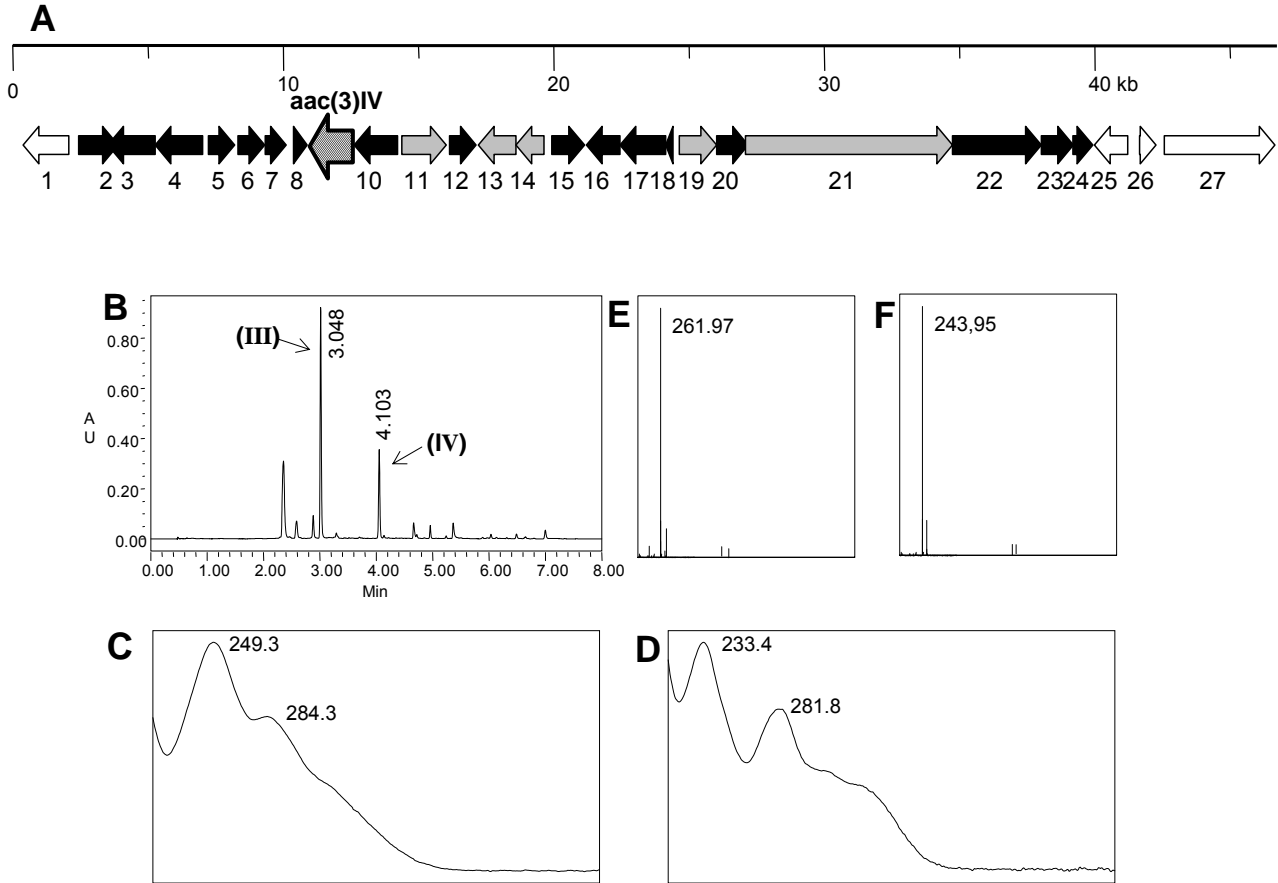 A
0 10 20 30 40 kb
aac(3)IV
1 2 3 4 5 6 7 8 10 11 12 13 14 15 16 17 18 19 20 21 22 23 24 25 26 27
B
(III)
3.048
4.103
(IV)
0.80
0.60
0.40
0.20
0.00
A
U
0.00 1.00 2.00 3.00 4.00 5.00 6.00 7.00 8.00
Min
E
261.97
F
243,95
C
249.3
284.3
D
233.4
281.8